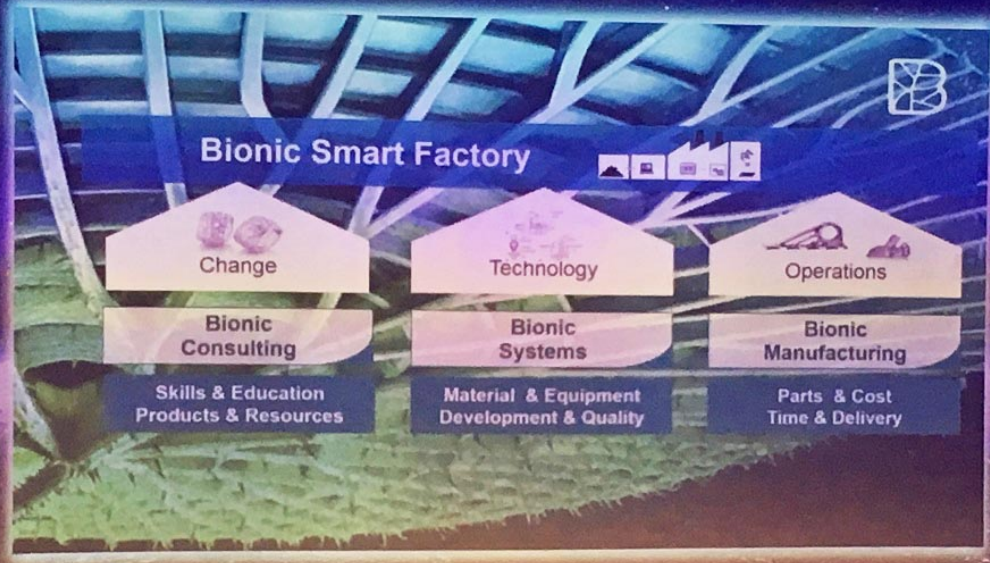 Bionic Smart Factory
Change
Technology
Operations
Bionic
Consulting
Bionic
Systems
Bionic
Manufacturing
Skills & Education
Products & Resources
Material & Equipment
Development & Quality
Parts & Cost
Time & Delivery